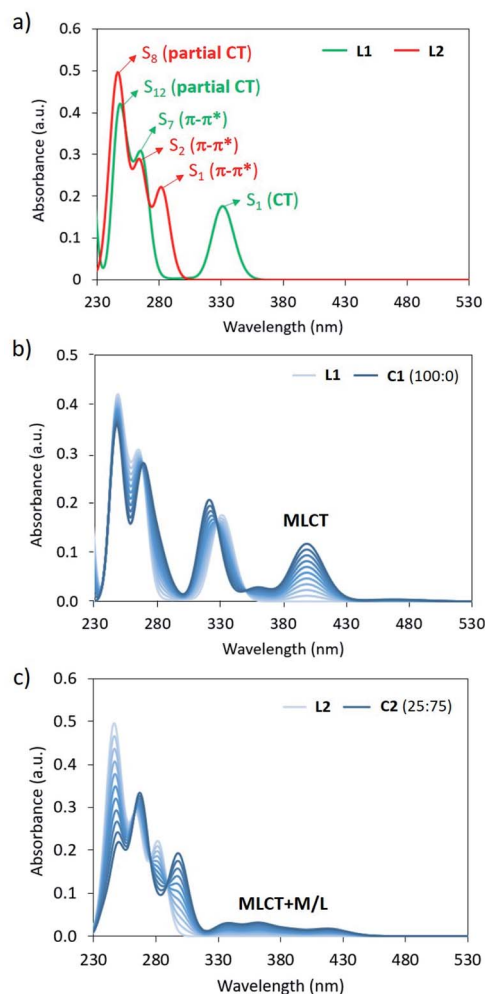 a)
0.6
0.5
0.4
0.3
0.2
0.1
0
Absorbance (a.u.)
L1 L2
S8 (partial CT)
S12 (partial CT)
S7 (π-π*)
S2 (π-π*)
S1 (π-π*)
S1 (CT)
230 280 330 380 430 480 530
Wavelength (nm)
b)
0.5
0.4
0.3
0.2
0.1
0.0
Absorbance (a.u.)
L1 C1 (100:0)
MLCT
230 280 330 380 430 480 530
Wavelength (nm)
c)
0.6
0.5
0.4
0.3
0.2
0.1
0.0
Absorbance (a.u.)
L2 C2 (25:75)
MLCT+M/L
230 280 330 380 430 480 530
Wavelength (nm)